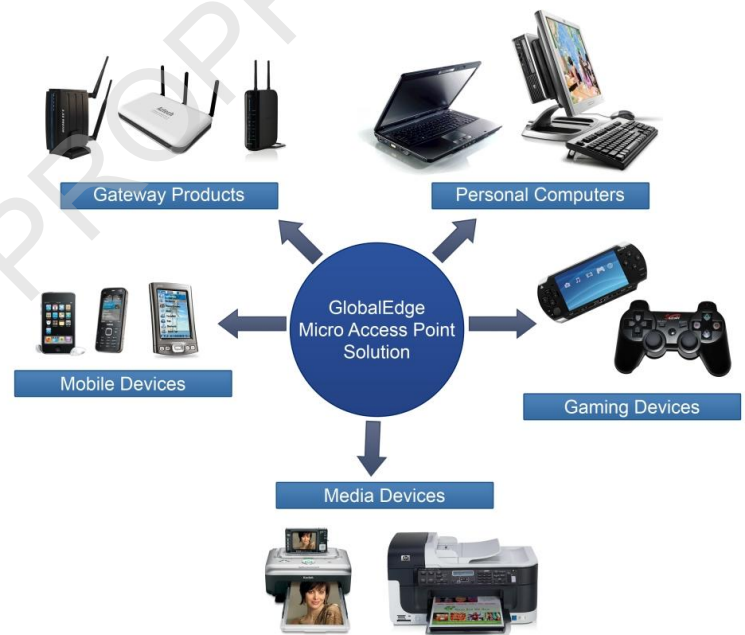 Gateway Products
Personal Computers
GlobalEdge
Micro Access Point
Solution
Mobile Devices
Gaming Devices
Media Devices